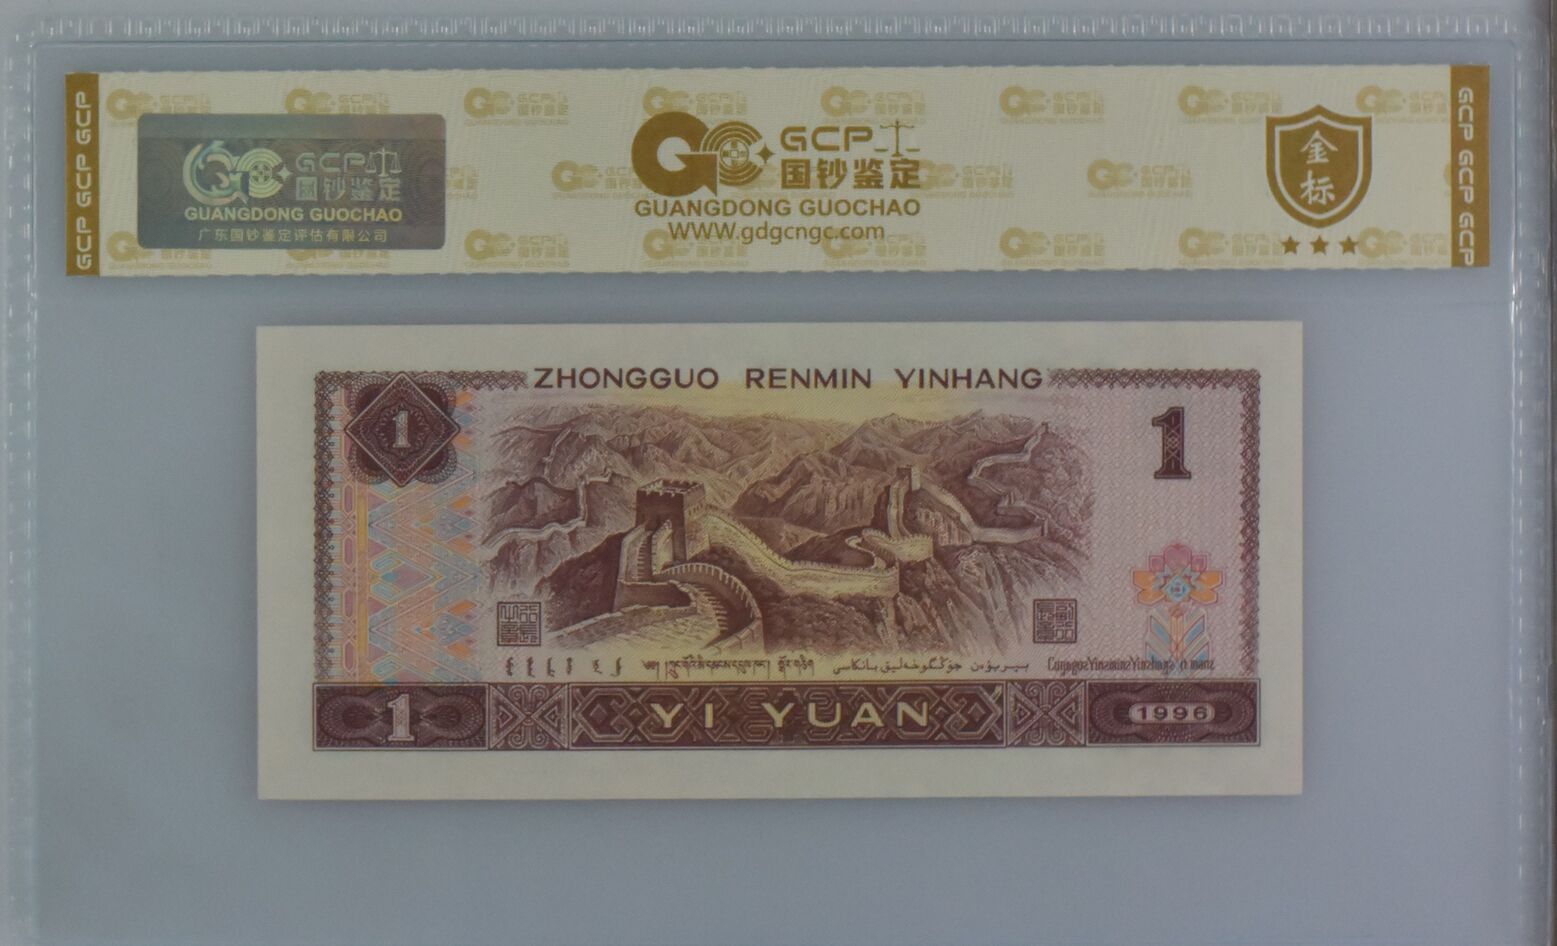 GCP GCP GCP
GCP 国钞鉴定
GUANGDONG GUOCHAO
广东国钞鉴定评估有限公司
GCP 国钞鉴定
GUANGDONG GUOCHAO
WWW.gdgcngc.com
金标
GCP GCP GCP
ZHONGGUO RENMIN YINHANG
1
1
1 YI YUAN 1996